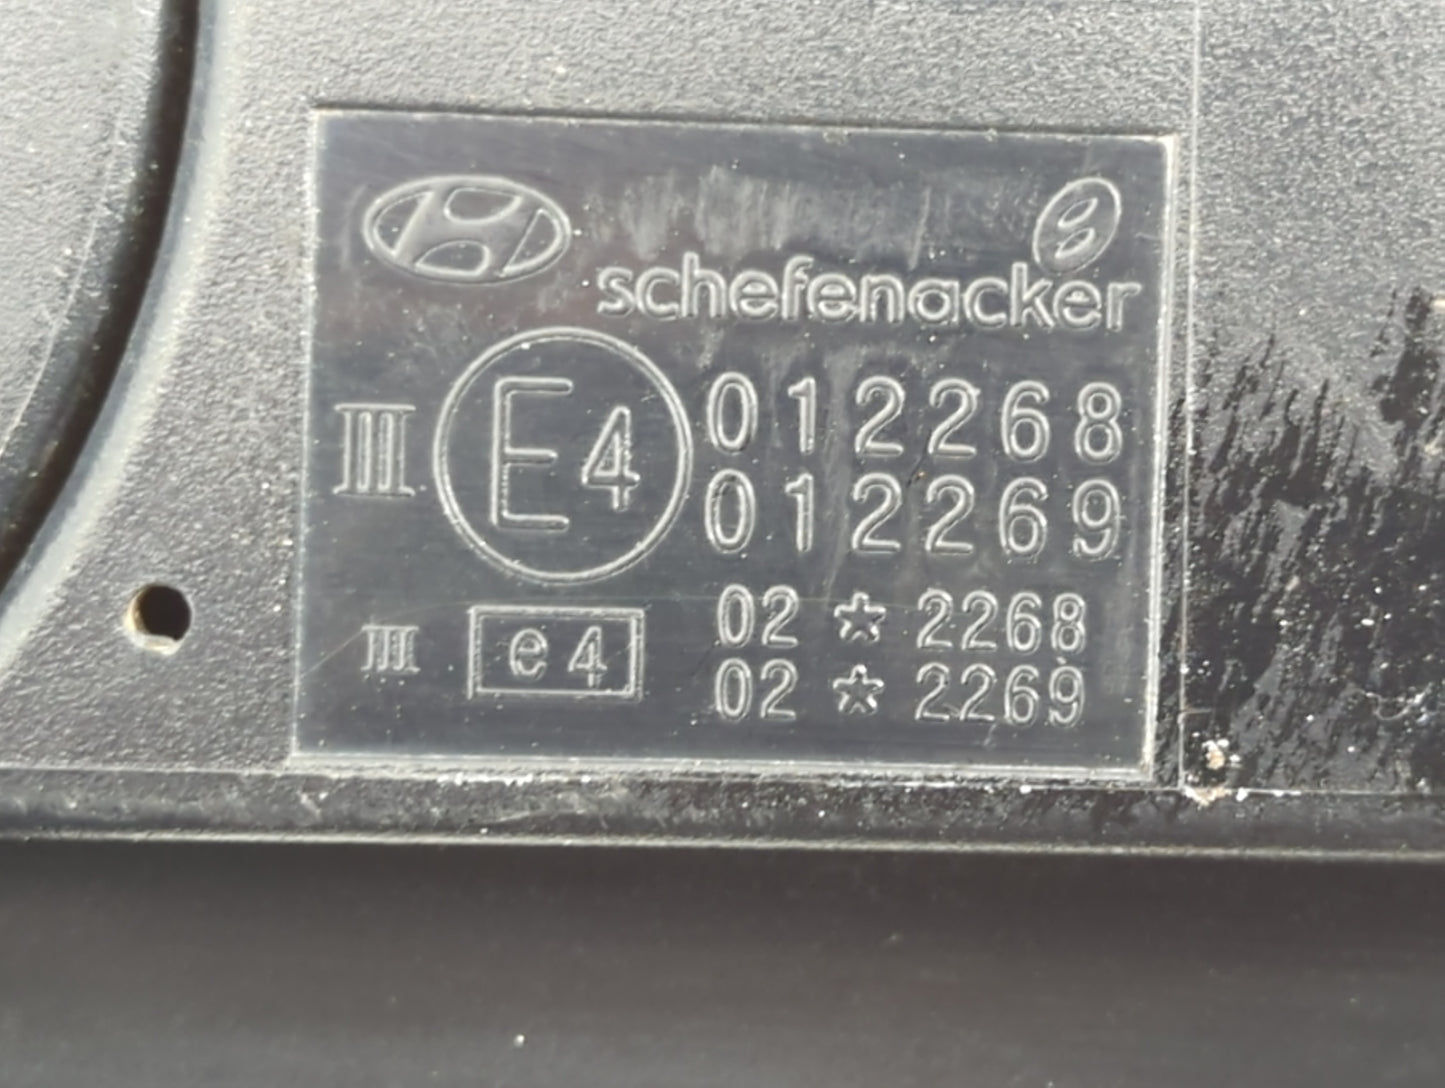 schefenacker
III E4 012268
012269
III e4 02 * 2268
02 * 2269